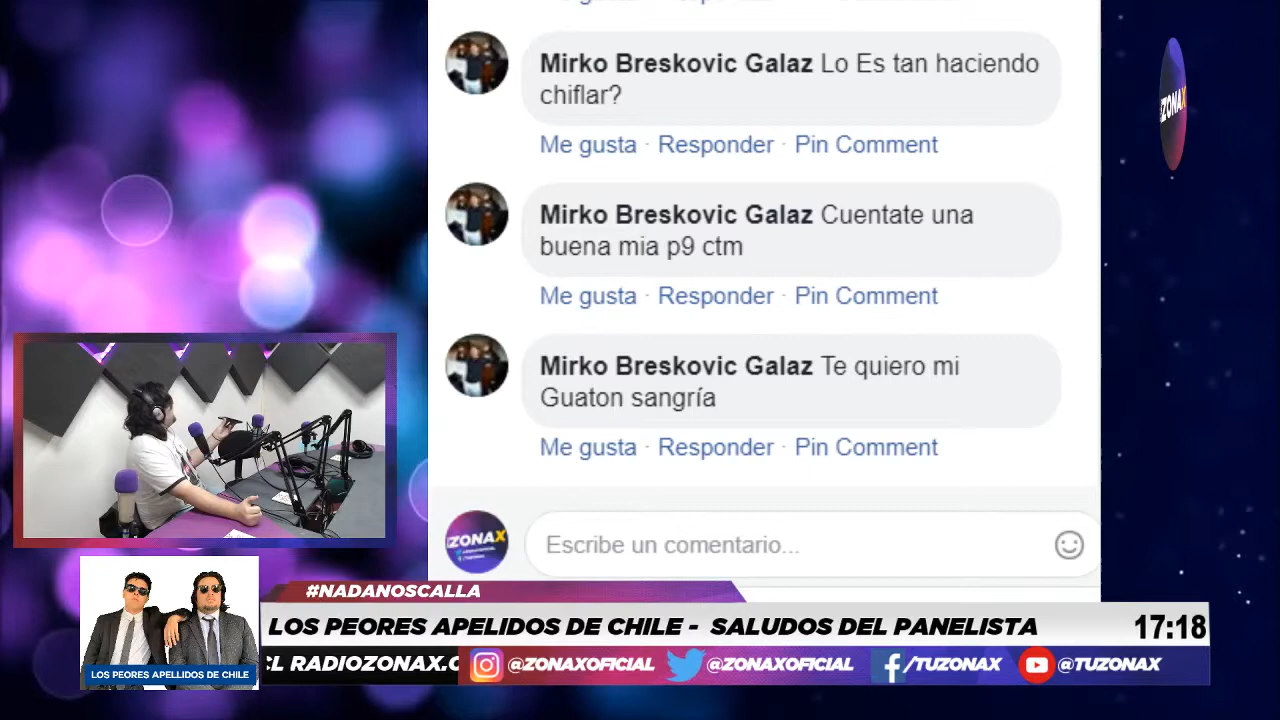 Mirko Breskovic Galaz Lo Es tan haciendo
chiflar?
Me gusta · Responder · Pin Comment
Mirko Breskovic Galaz Cuentate una
buena mia p9 ctm
Me gusta · Responder · Pin Comment
Mirko Breskovic Galaz Te quiero mi
Guaton sangría
Me gusta · Responder · Pin Comment
Escribe un comentario...
ZONAX
ZONAX
#NADANOSCALLA
LOS PEORES APELIDOS DE CHILE - SALUDOS DEL PANELISTA
17:18
LOS PEORES APELLIDOS DE CHILE
RADIOZONAX.C
@ZONAXOFICIAL
@ZONAXOFICIAL
/TUZONAX
@TUZONAX